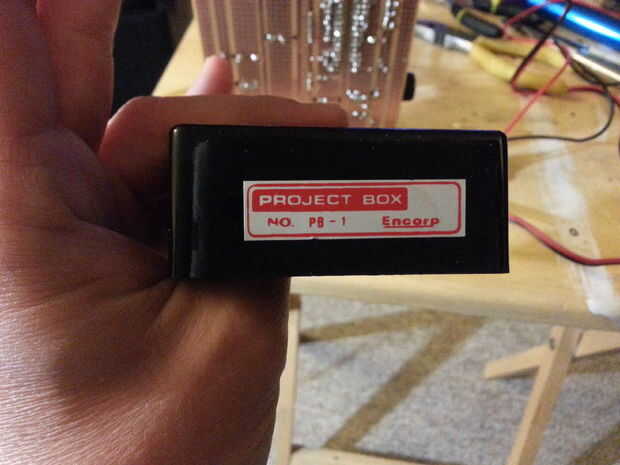 PROJECT BOX
NO. PB-1 Encorp